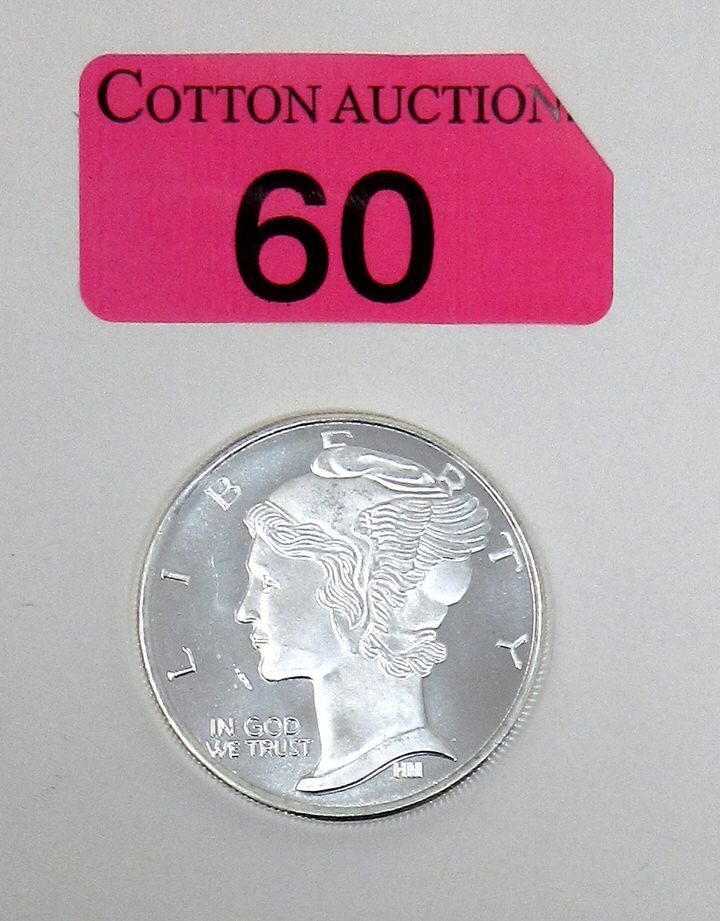 COTTON AUCTION
60
LIBERTY
IN GOD
WE TRUST
HM